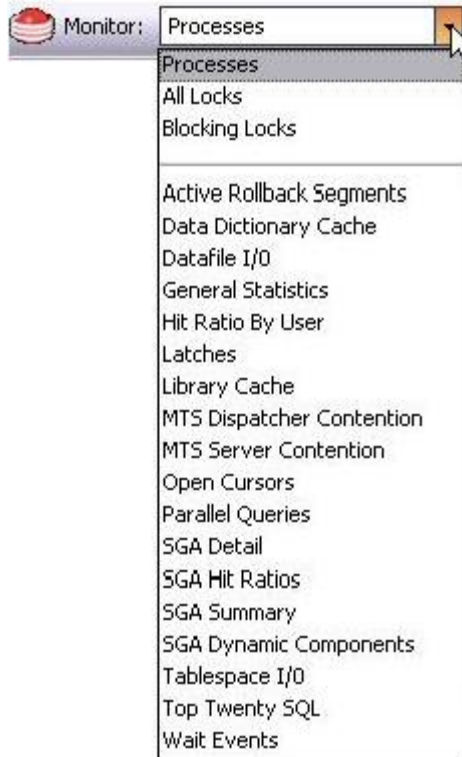 Monitor: Processes
Processes
All Locks
Blocking Locks
Active Rollback Segments
Data Dictionary Cache
Datafile I/O
General Statistics
Hit Ratio By User
Latches
Library Cache
MTS Dispatcher Contention
MTS Server Contention
Open Cursors
Parallel Queries
SGA Detail
SGA Hit Ratios
SGA Summary
SGA Dynamic Components
Tablespace I/O
Top Twenty SQL
Wait Events